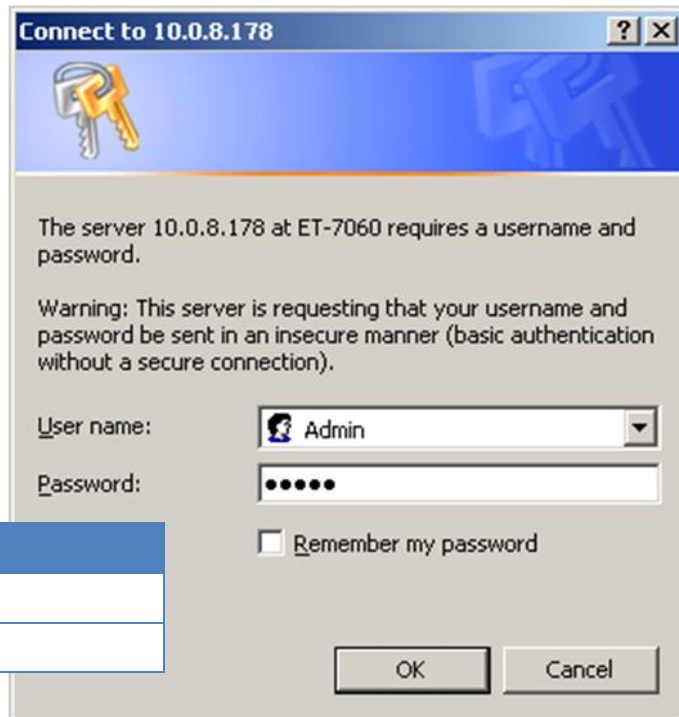 Connect to 10.0.8.178
The server 10.0.8.178 at ET-7060 requires a username and
password.
Warning: This server is requesting that your username and
password be sent in an insecure manner (basic authentication
without a secure connection).
User name:
Admin
Password:
●●●●●
Remember my password
OK
Cancel